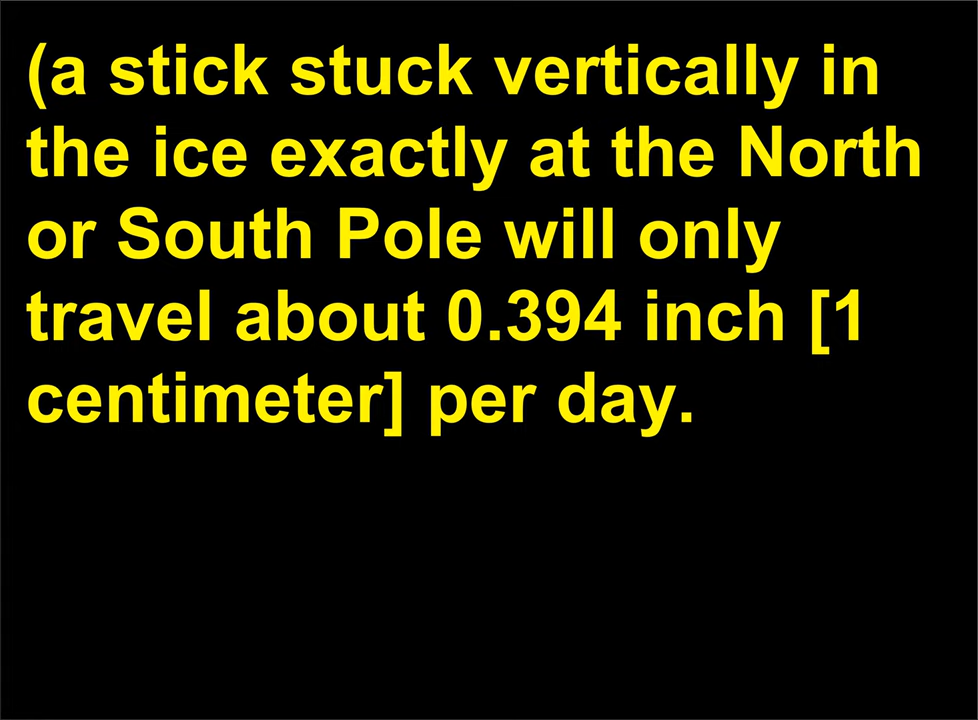 (a stick stuck vertically in
the ice exactly at the North
or South Pole will only
travel about 0.394 inch [1
centimeter] per day.